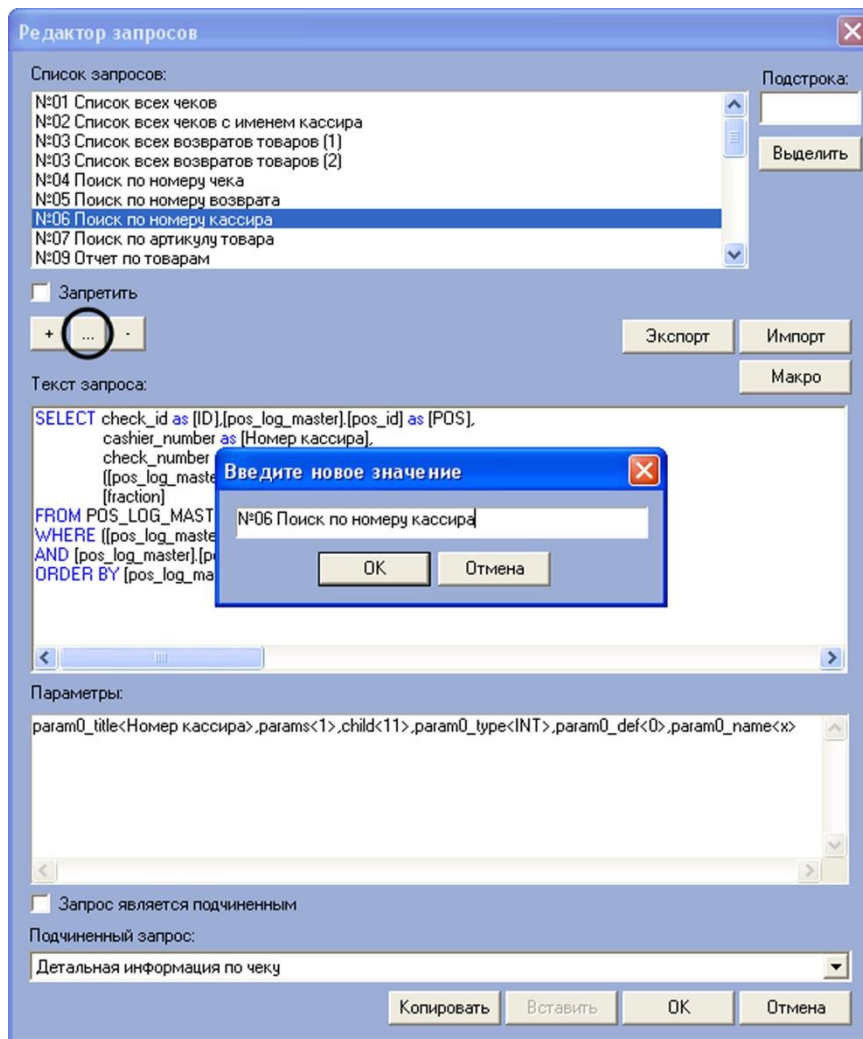 Редактор запросов
Список запросов:
Подстрока:
№01 Список всех чеков
№02 Список всех чеков с именем кассира
№03 Список всех возвратов товаров (1)
№03 Список всех возвратов товаров (2)
№04 Поиск по номеру чека
№05 Поиск по номеру возврата
№06 Поиск по номеру кассира
№07 Поиск по артикулу товара
№09 Отчет по товарам
Выделить
Запретить
+ ... -
Экспорт Импорт
Макро
Текст запроса:
SELECT check_id as [ID],[pos_log_master].[pos_id] as [POS],
cashier_number as [Номер кассира],
check_number
([pos_log_maste
[fraction]
FROM POS_LOG_MAST
WHERE ([pos_log_maste
AND [pos_log_master].[p
ORDER BY [pos_log_ma
Введите новое значение
№06 Поиск по номеру кассира
OK Отмена
Параметры:
param0_title<Номер кассира>,params<1>,child<11>,param0_type<INT>,param0_def<0>,param0_name<x>
Запрос является подчиненным
Подчиненный запрос:
Детальная информация по чеку
Копировать Вставить OK Отмена